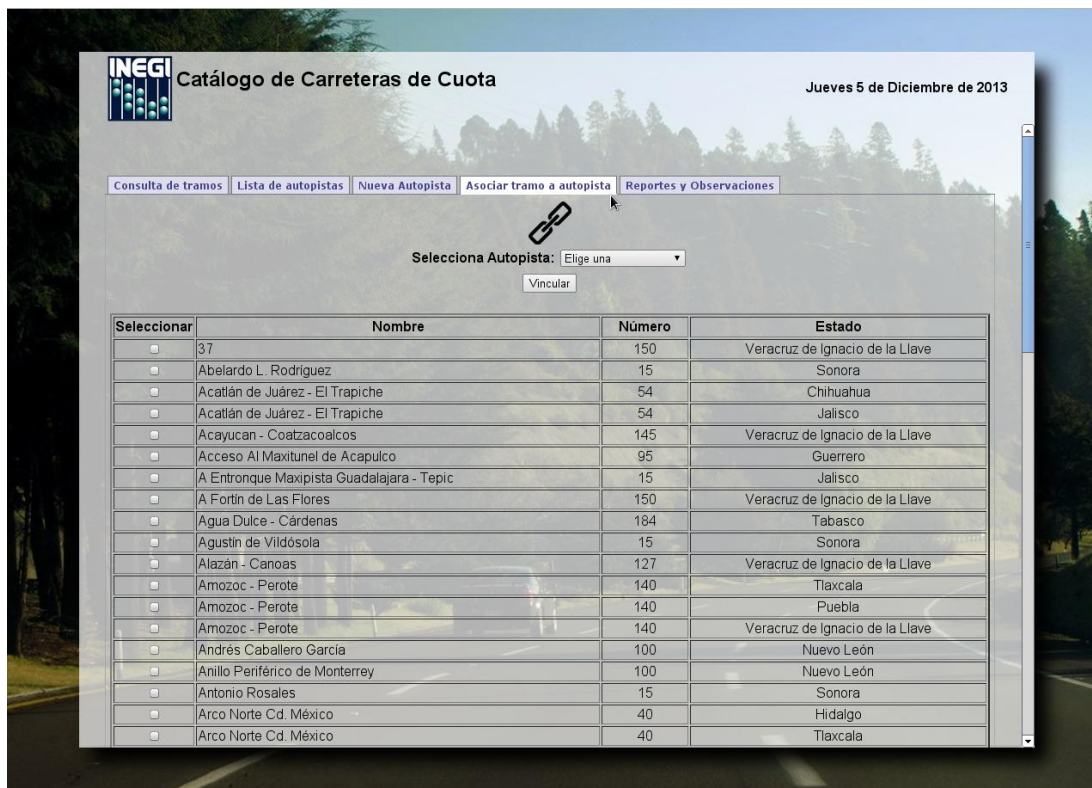 INEGI
Catálogo de Carreteras de Cuota
Jueves 5 de Diciembre de 2013
Consulta de tramos Lista de autopistas Nueva Autopista Asociar tramo a autopista Reportes y Observaciones
Selecciona Autopista: Elige una
Vincular
Seleccionar Nombre Número Estado
37 150 Veracruz de Ignacio de la Llave
Abelardo L. Rodríguez 15 Sonora
Acatlán de Juárez - El Trapiche 54 Chihuahua
Acatlán de Juárez - El Trapiche 54 Jalisco
Acayucan - Coatzacoalcos 145 Veracruz de Ignacio de la Llave
Acceso Al Maxitunel de Acapulco 95 Guerrero
A Entronque Maxipista Guadalajara - Tepic 15 Jalisco
A Fortín de Las Flores 150 Veracruz de Ignacio de la Llave
Agua Dulce - Cárdenas 184 Tabasco
Agustín de Vildósola 15 Sonora
Alazán - Canoas 127 Veracruz de Ignacio de la Llave
Amozoc - Perote 140 Tlaxcala
Amozoc - Perote 140 Puebla
Amozoc - Perote 140 Veracruz de Ignacio de la Llave
Andrés Caballero García 100 Nuevo León
Anillo Periférico de Monterrey 100 Nuevo León
Antonio Rosales 15 Sonora
Arco Norte Cd. México 40 Hidalgo
Arco Norte Cd. México 40 Tlaxcala